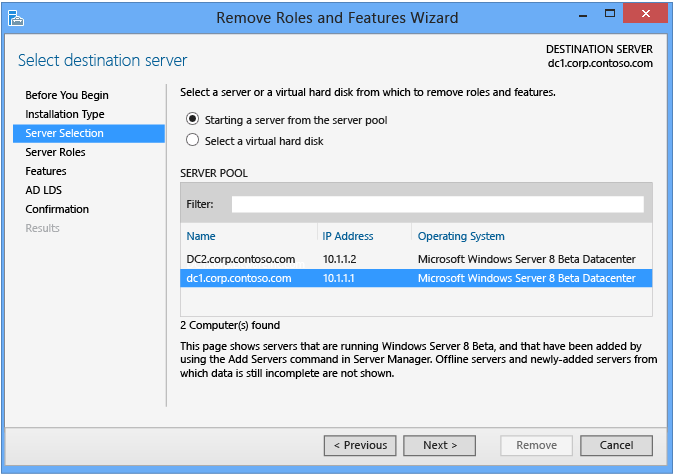 Remove Roles and Features Wizard
Select destination server
DESTINATION SERVER
dc1.corp.contoso.com
Before You Begin
Installation Type
Server Selection
Server Roles
Features
AD LDS
Confirmation
Results
Select a server or a virtual hard disk from which to remove roles and features.
Starting a server from the server pool
Select a virtual hard disk
SERVER POOL
Filter:
Name IP Address Operating System
DC2.corp.contoso.com 10.1.1.2 Microsoft Windows Server 8 Beta Datacenter
dc1.corp.contoso.com 10.1.1.1 Microsoft Windows Server 8 Beta Datacenter
2 Computer(s) found
This page shows servers that are running Windows Server 8 Beta, and that have been added by
using the Add Servers command in Server Manager. Offline servers and newly-added servers from
which data is still incomplete are not shown.
< Previous Next > Remove Cancel